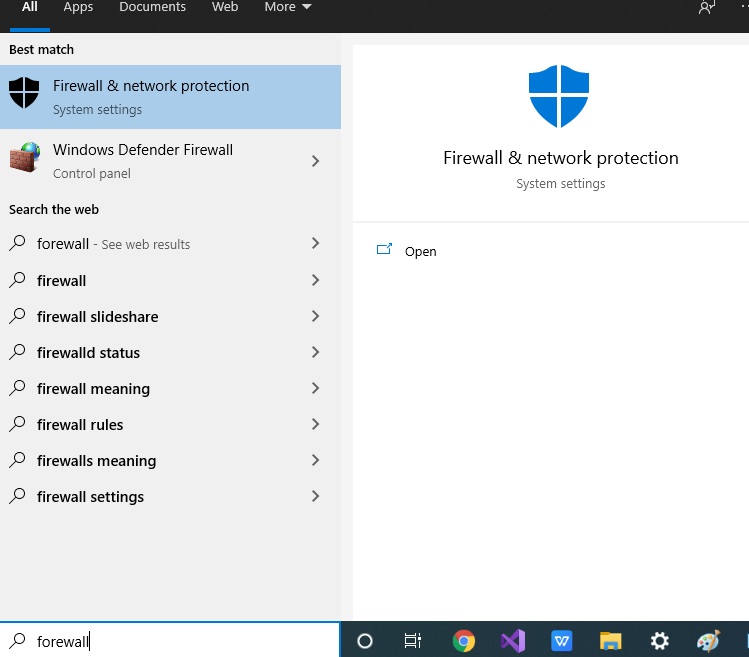 All Apps Documents Web More
Best match
Firewall & network protection
System settings
Windows Defender Firewall
Control panel
Search the web
forewall - See web results
firewall
firewall slideshare
firewalld status
firewall meaning
firewall rules
firewalls meaning
firewall settings
Firewall & network protection
System settings
Open
forewall
W